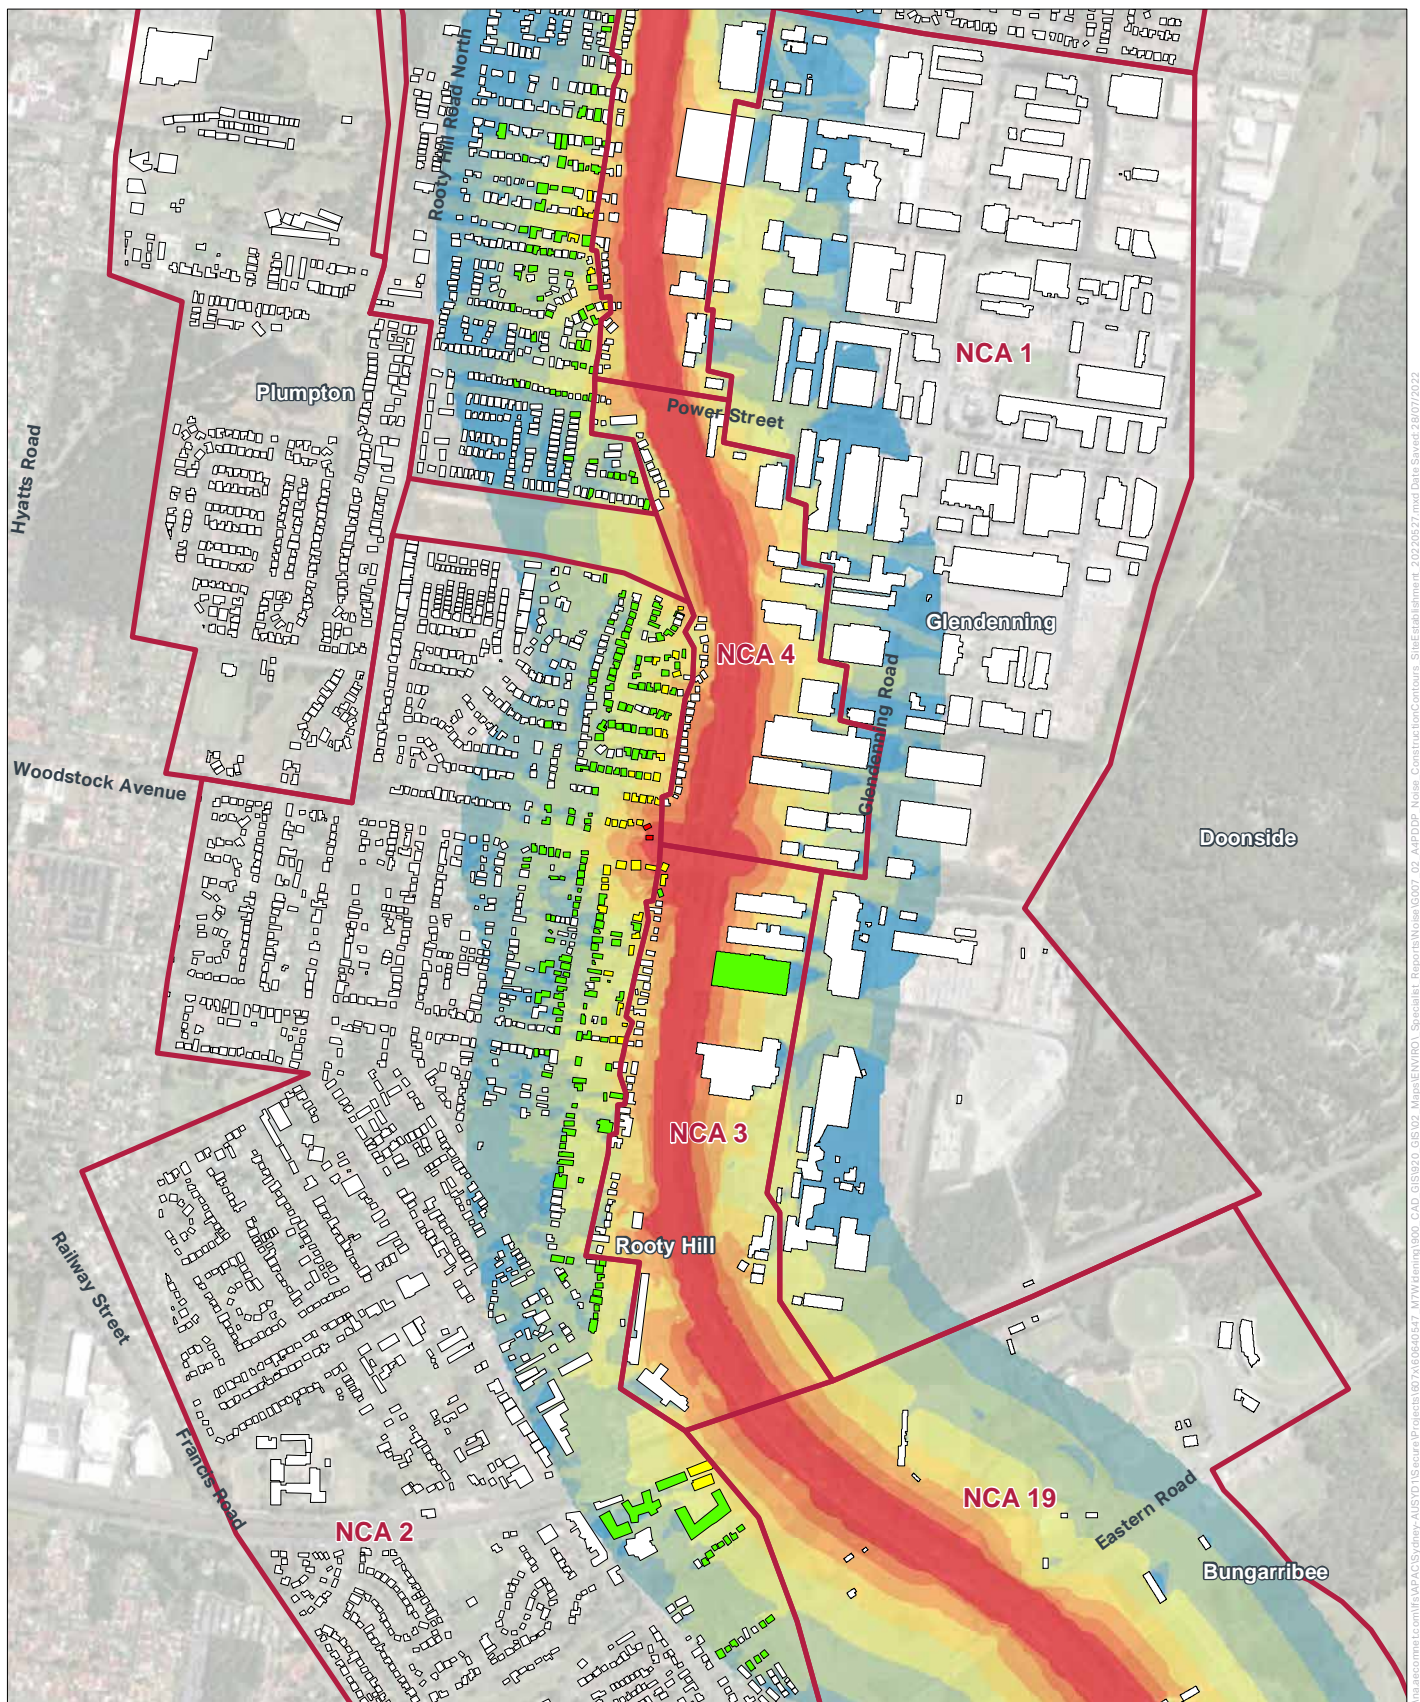 Rooty Hill Road North
NCA 1
Plumpton
Power Street
Hyatts Road
Glendenning
NCA 4
Glendenning Road
Woodstock Avenue
Doonside
NCA 3
Rooty Hill
Railway Street
Francis Road
NCA 19
Eastern Road
NCA 2
Bungarribee